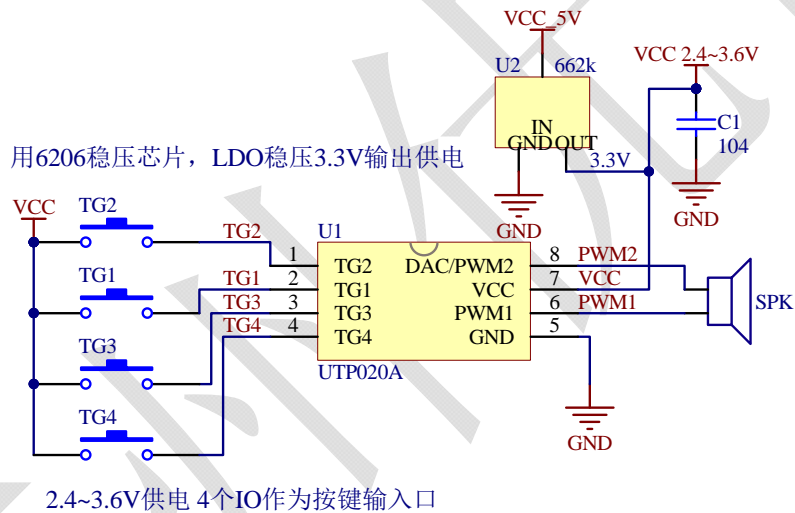 VCC_5V
U2 662k
VCC 2.4~3.6V
IN
GND OUT
3.3V
C1
104
GND
GND
用6206稳压芯片，LDO稳压3.3V输出供电
VCC
TG2
TG1
TG3
TG4
TG2
TG1
TG3
TG4
U1
1 TG2 DAC/PWM2 8 PWM2
2 TG1 VCC 7 VCC
3 TG3 PWM1 6 PWM1
4 TG4 GND 5
UTP020A
SPK
GND
2.4~3.6V供电 4个IO作为按键输入口